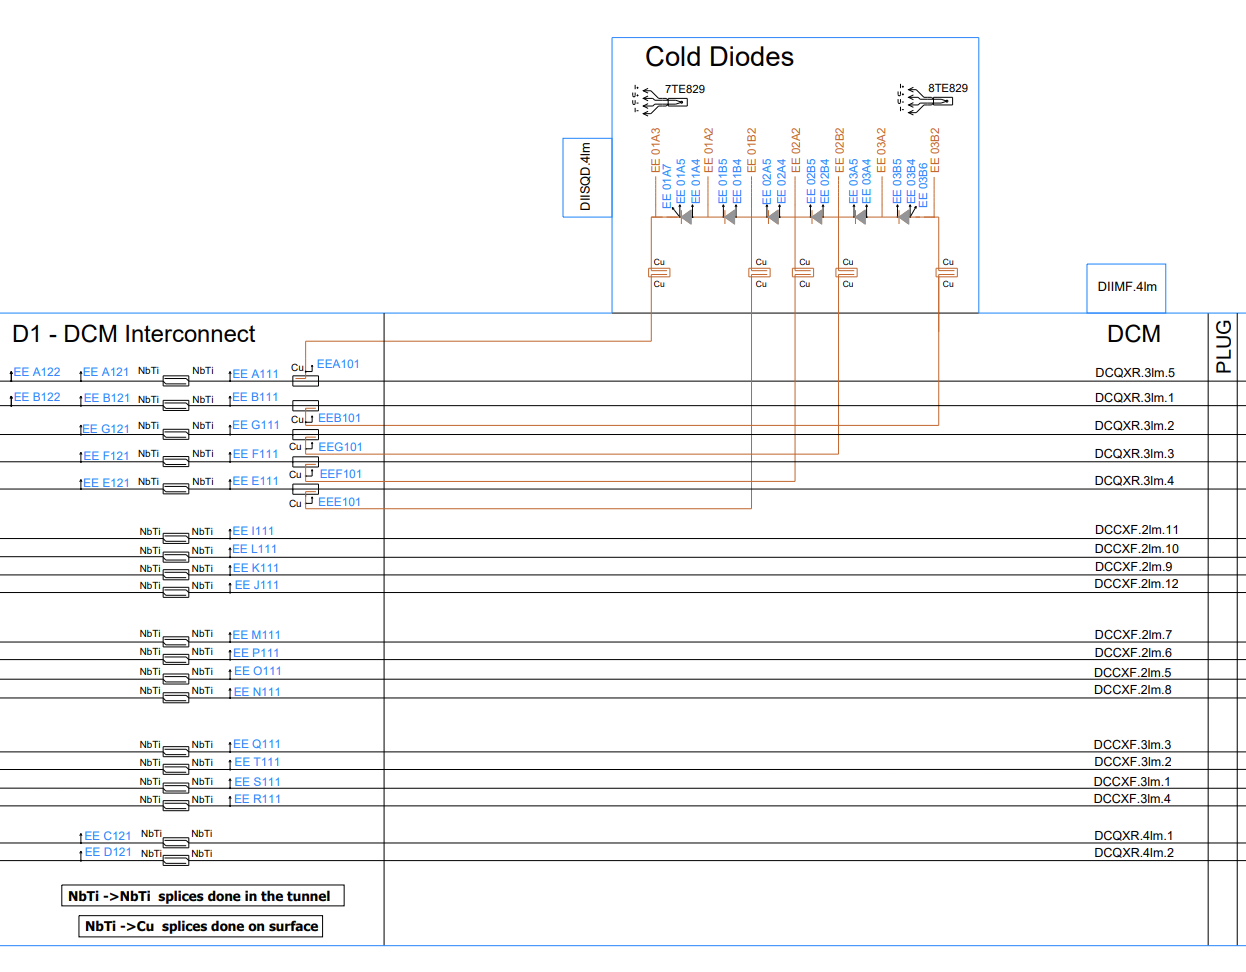 Cold Diodes
I+
U+
U-
I-
7TE829
I+
U+
U-
I-
8TE829
DIISQD.4lm
EE 01A3
EE 01A7
EE 01A5
EE 01A4
EE 01A2
EE 01B5
EE 01B4
EE 01B2
EE 02A5
EE 02A4
EE 02A2
EE 02B5
EE 02B4
EE 02B2
EE 03A5
EE 03A4
EE 03A2
EE 03B5
EE 03B4
EE 03B6
EE 03B2
Cu Cu Cu Cu Cu
Cu Cu Cu Cu Cu
DIIMF.4lm
D1 - DCM Interconnect
DCM
PLUG
EE A122 EE A121 NbTi NbTi EE A111 Cu EEA101 DCQXR.3lm.5
EE B122 EE B121 NbTi NbTi EE B111 DCQXR.3lm.1
Cu EEB101
EE G121 NbTi NbTi EE G111 DCQXR.3lm.2
Cu EEG101
EE F121 NbTi NbTi EE F111 DCQXR.3lm.3
Cu EEF101
EE E121 NbTi NbTi EE E111 DCQXR.3lm.4
Cu EEE101
NbTi NbTi EE I111 DCCXF.2lm.11
NbTi NbTi EE L111 DCCXF.2lm.10
NbTi NbTi EE K111 DCCXF.2lm.9
NbTi NbTi EE J111 DCCXF.2lm.12
NbTi NbTi EE M111 DCCXF.2lm.7
NbTi NbTi EE P111 DCCXF.2lm.6
NbTi NbTi EE O111 DCCXF.2lm.5
NbTi NbTi EE N111 DCCXF.2lm.8
NbTi NbTi EE Q111 DCCXF.3lm.3
NbTi NbTi EE T111 DCCXF.3lm.2
NbTi NbTi EE S111 DCCXF.3lm.1
NbTi NbTi EE R111 DCCXF.3lm.4
EE C121 NbTi NbTi DCQXR.4lm.1
EE D121 NbTi NbTi DCQXR.4lm.2
NbTi ->NbTi splices done in the tunnel
NbTi ->Cu splices done on surface